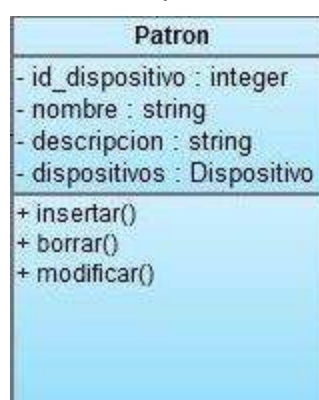 Patron
- id_dispositivo : integer
- nombre : string
- descripcion : string
- dispositivos : Dispositivo
+ insertar()
+ borrar()
+ modificar()